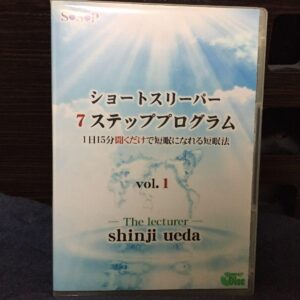 S●S●P
ショートスリーパー
7ステッププログラム
1日15分聞くだけで短眠になれる短眠法
vol.1
The lecturer
shinji ueda
Disc